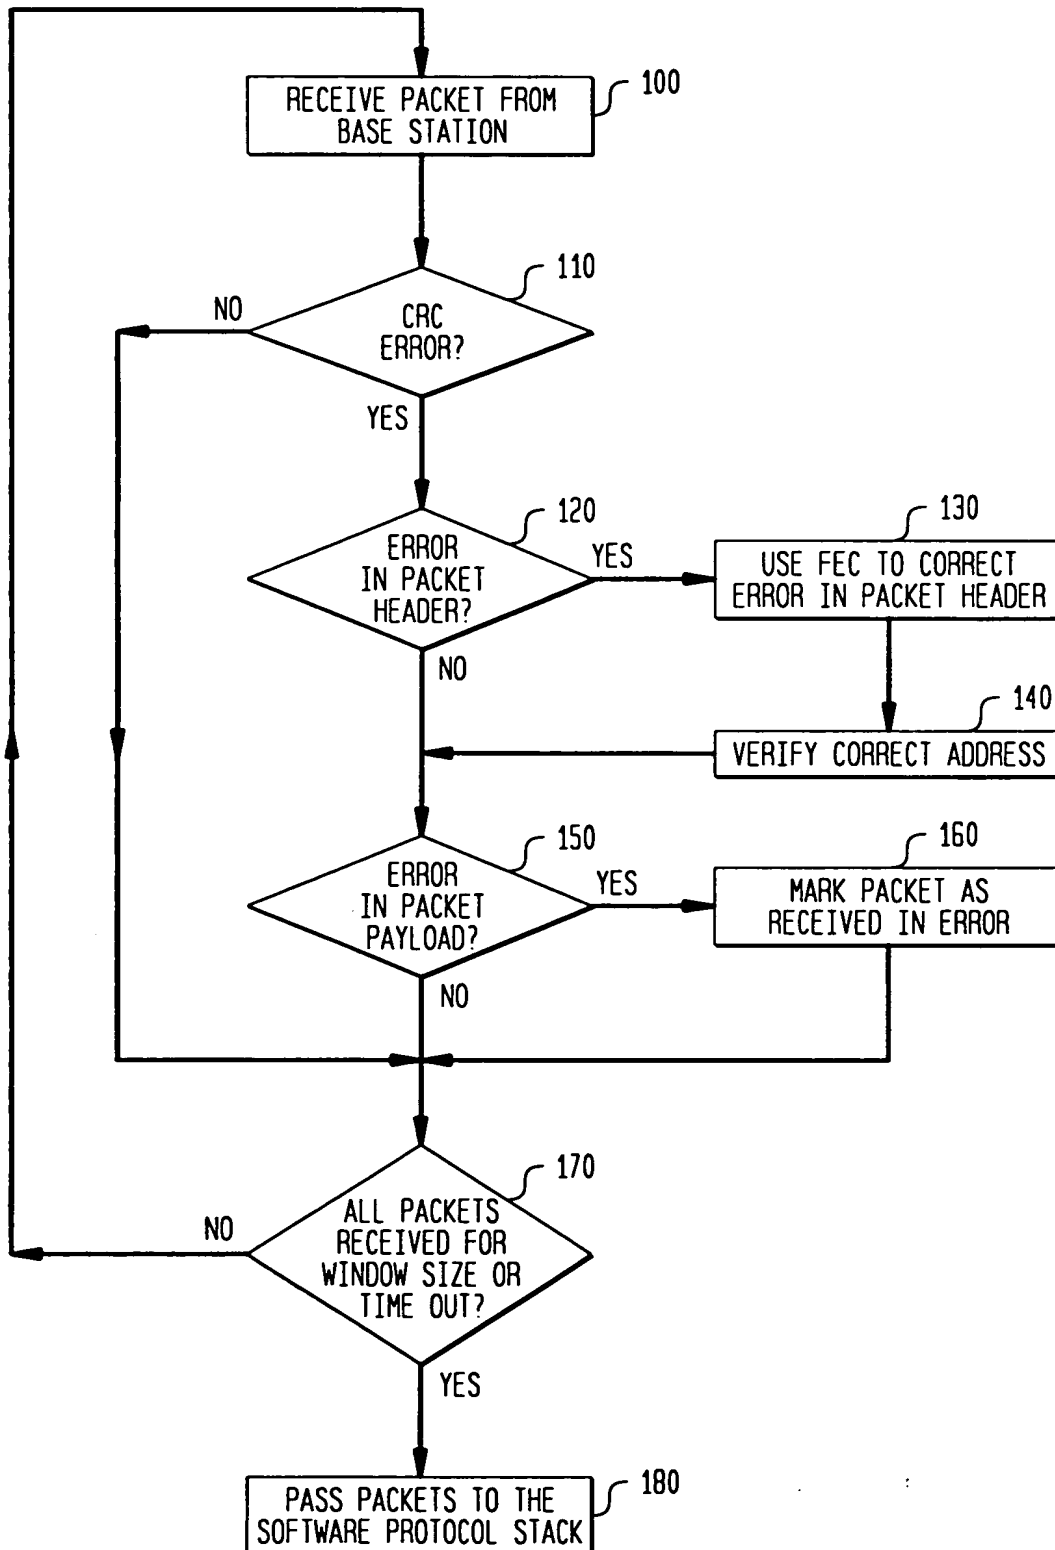 RECEIVE PACKET FROM
BASE STATION
100
110
CRC
ERROR?
NO
YES
120
ERROR
IN PACKET
HEADER?
YES
NO
130
USE FEC TO CORRECT
ERROR IN PACKET HEADER
140
VERIFY CORRECT ADDRESS
150
ERROR
IN PACKET
PAYLOAD?
YES
NO
160
MARK PACKET AS
RECEIVED IN ERROR
170
ALL PACKETS
RECEIVED FOR
WINDOW SIZE OR
TIME OUT?
NO
YES
180
PASS PACKETS TO THE
SOFTWARE PROTOCOL STACK